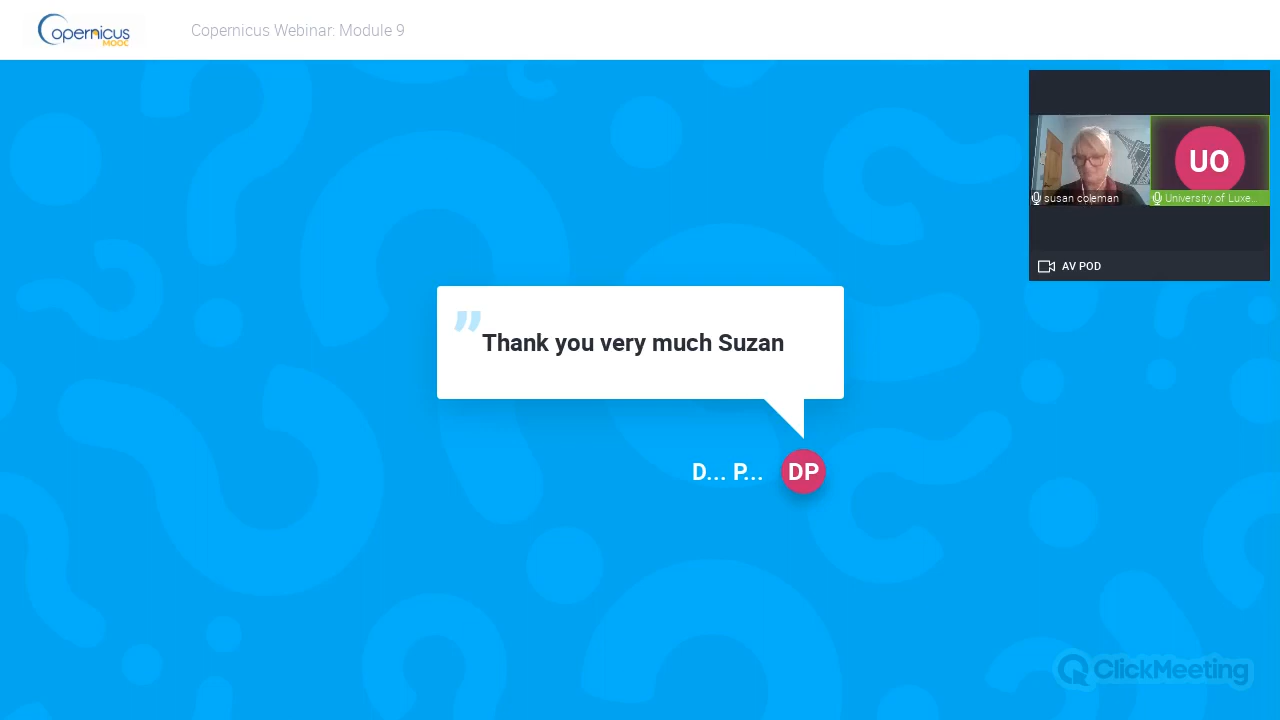 Copernicus
MOOC
Copernicus Webinar: Module 9
UO
susan coleman
University of Luxe...
AV POD
” Thank you very much Suzan
D... P...
DP
ClickMeeting